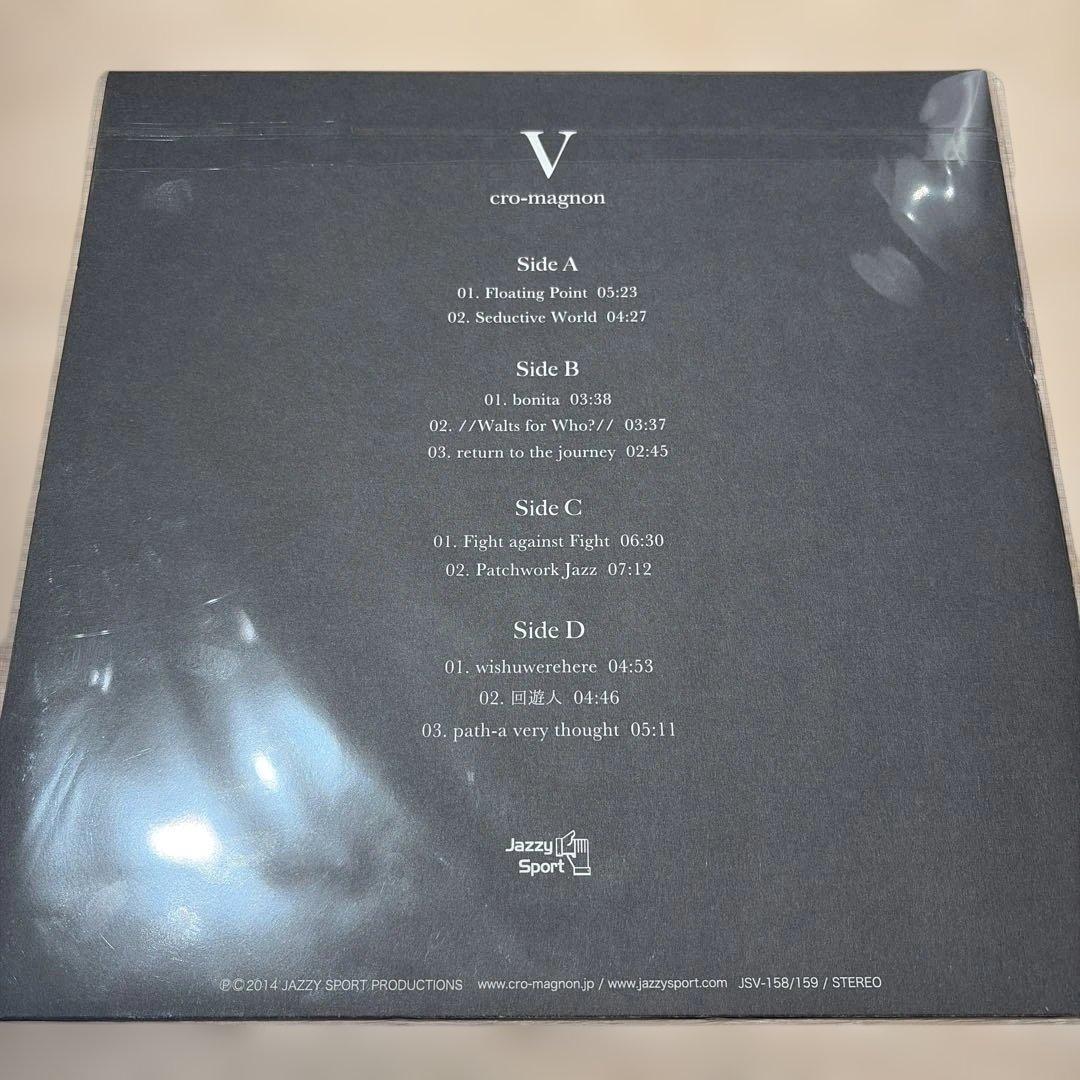 V
cro-magnon
Side A
01. Floating Point 05:23
02. Seductive World 04:27
Side B
01. bonita 03:38
02. //Walts for Who?// 03:37
03. return to the journey 02:45
Side C
01. Fight against Fight 06:30
02. Patchwork Jazz 07:12
Side D
01. wishuwerehere 04:53
02. 回遊人 04:46
03. path-a very thought 05:11
Jazzy
Sport
℗©2014 JAZZY SPORT PRODUCTIONS www.cro-magnon.jp / www.jazzysport.com JSV-158/159 / STEREO